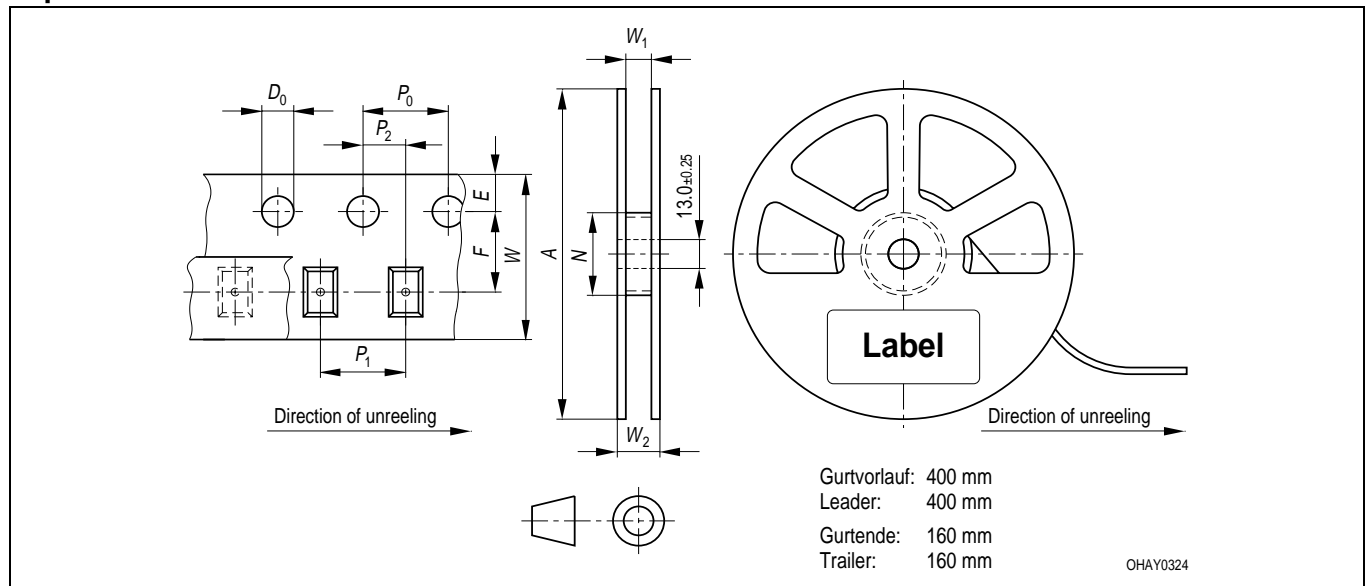 W1
D0
P0
P2
E
F
W
A
N
13.0±0.25
P1
W2
Label
Direction of unreeling
Direction of unreeling
Gurtvorlauf: 400 mm
Leader: 400 mm
Gurtende: 160 mm
Trailer: 160 mm
OHAY0324